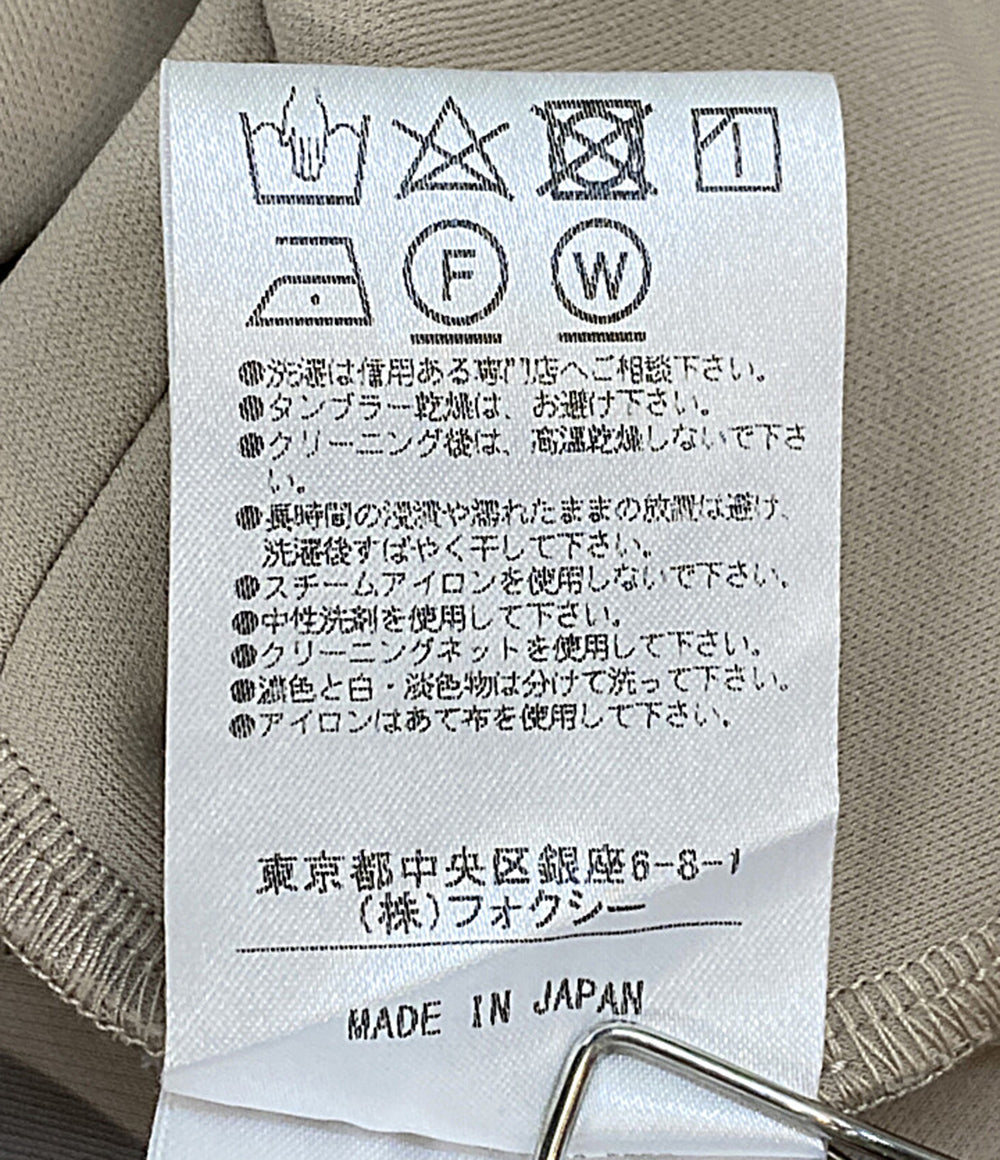 F W
●洗濯は信用ある専門店へご相談下さい。
●タンブラー乾燥は、お避け下さい。
●クリーニング後は、高温乾燥しないで下さ
い。
●長時間の浸漬や濡れたままの放置は避け、
洗濯後すばやく干して下さい。
●スチームアイロンを使用しないで下さい。
●中性洗剤を使用して下さい。
●クリーニングネットを使用して下さい。
●濃色と白・淡色物は分けて洗って下さい。
●アイロンはあて布を使用して下さい。
東京都中央区銀座6-8-1
(株)フォクシー
MADE IN JAPAN